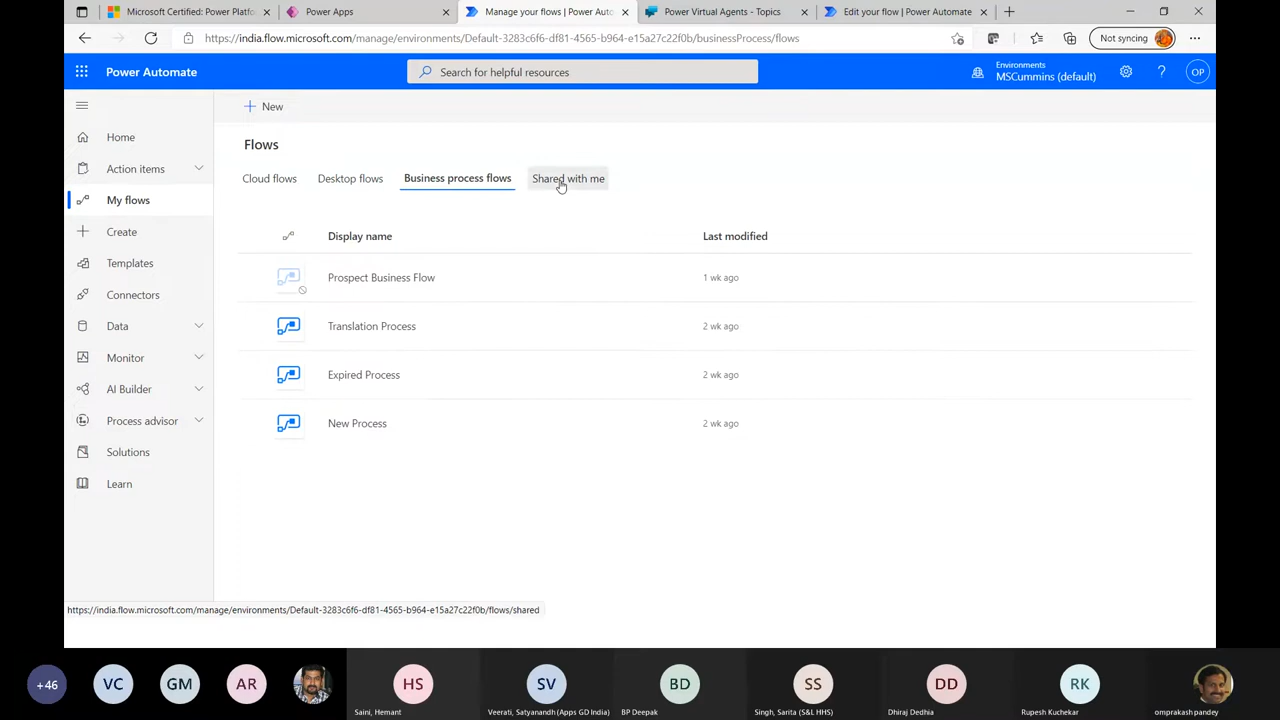 Microsoft Certified: Power Platfo
Power Apps
Manage your flows | Power Auto
Power Virtual Agents - Topics
Edit your flow | Power Automate
https://india.flow.microsoft.com/manage/environments/Default-3283c6f6-df81-4565-b964-e15a27c22f0b/businessProcess/flows
Not syncing
Power Automate
Search for helpful resources
Environments
MSCummins (default)
OP
New
Home
Action items
My flows
Create
Templates
Connectors
Data
Monitor
AI Builder
Process advisor
Solutions
Learn
Flows
Cloud flows
Desktop flows
Business process flows
Shared with me
Display name
Last modified
Prospect Business Flow
1 wk ago
Translation Process
2 wk ago
Expired Process
2 wk ago
New Process
2 wk ago
https://india.flow.microsoft.com/manage/environments/Default-3283c6f6-df81-4565-b964-e15a27c22f0b/flows/shared
+46
VC
GM
AR
HS
SV
BD
SS
DD
RK
Saini, Hemant
Veerati, Satyanandh (Apps GD India)
BP Deepak
Singh, Sarita (S&L HHS)
Dhiraj Dedhia
Rupesh Kuchekar
omprakash pandey